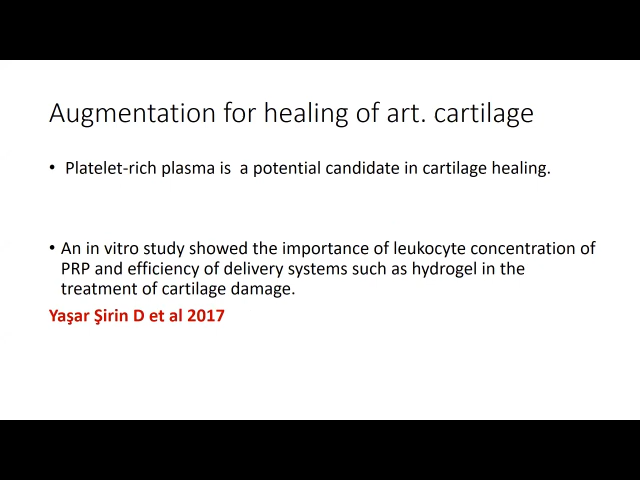 Augmentation for healing of art. cartilage
• Platelet-rich plasma is a potential candidate in cartilage healing.
• An in vitro study showed the importance of leukocyte concentration of
PRP and efficiency of delivery systems such as hydrogel in the
treatment of cartilage damage.
Yaşar Şirin D et al 2017